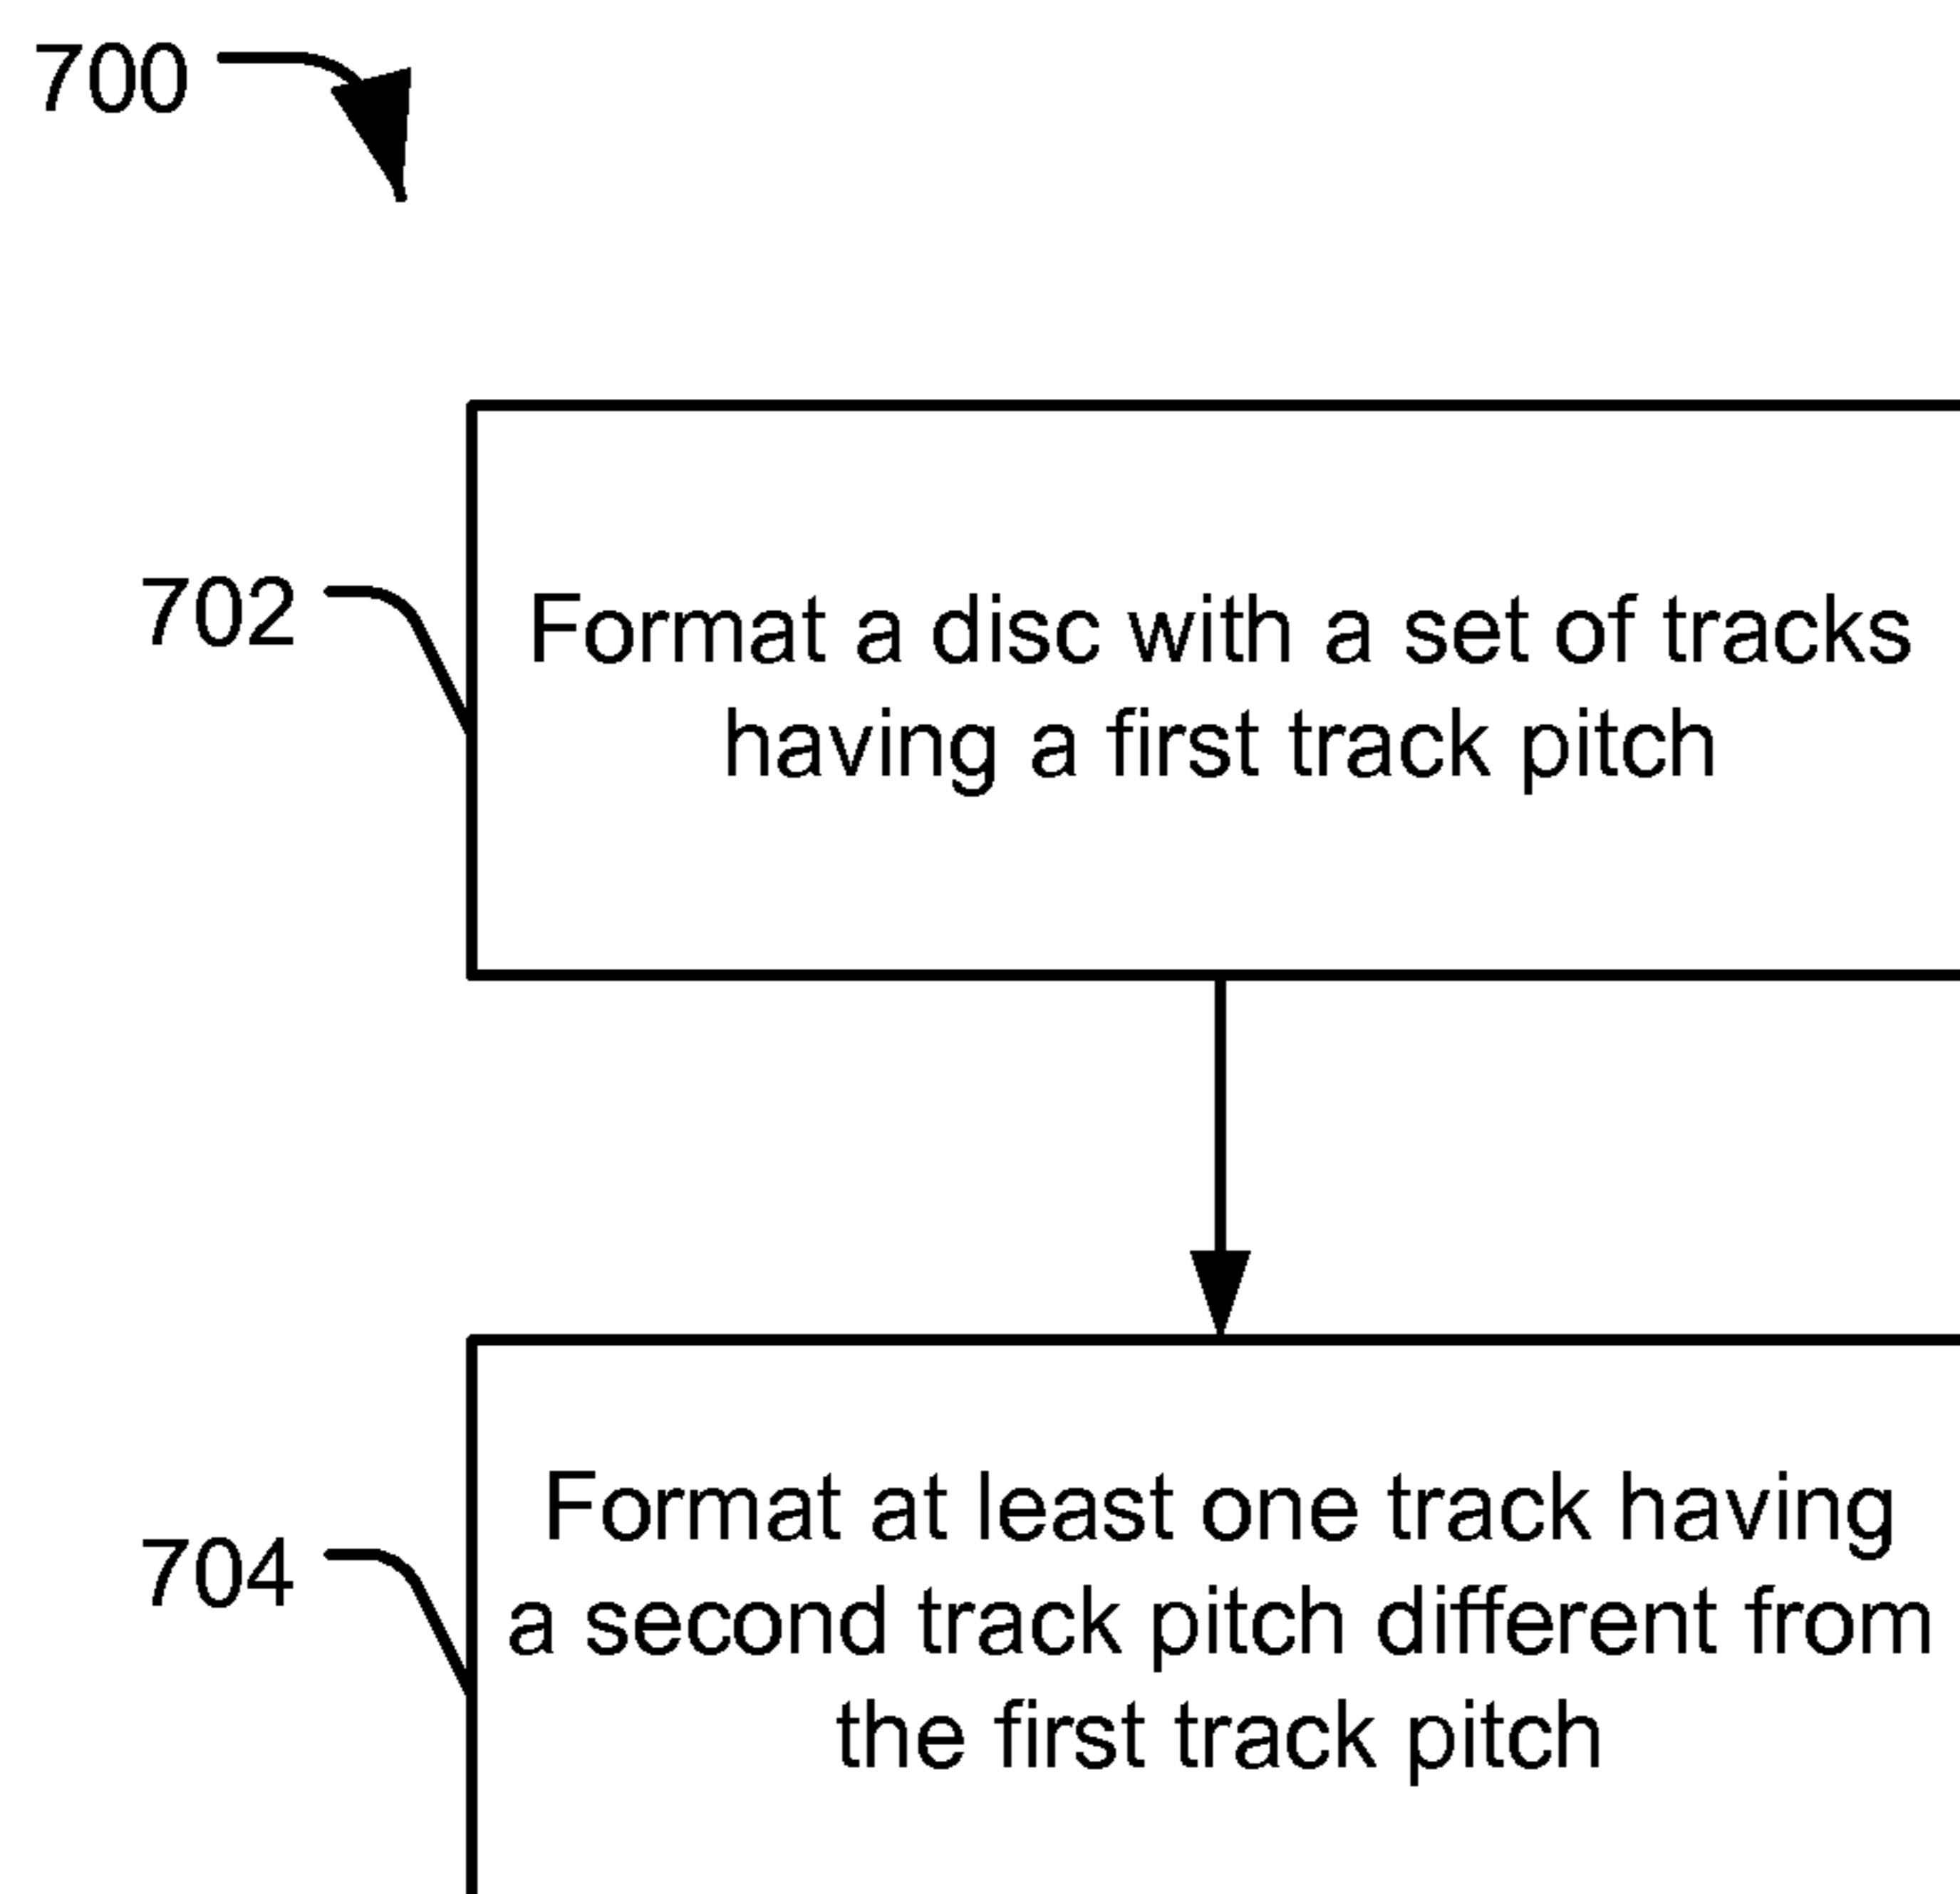 700
702
Format a disc with a set of tracks
having a first track pitch
704
Format at least one track having
a second track pitch different from
the first track pitch